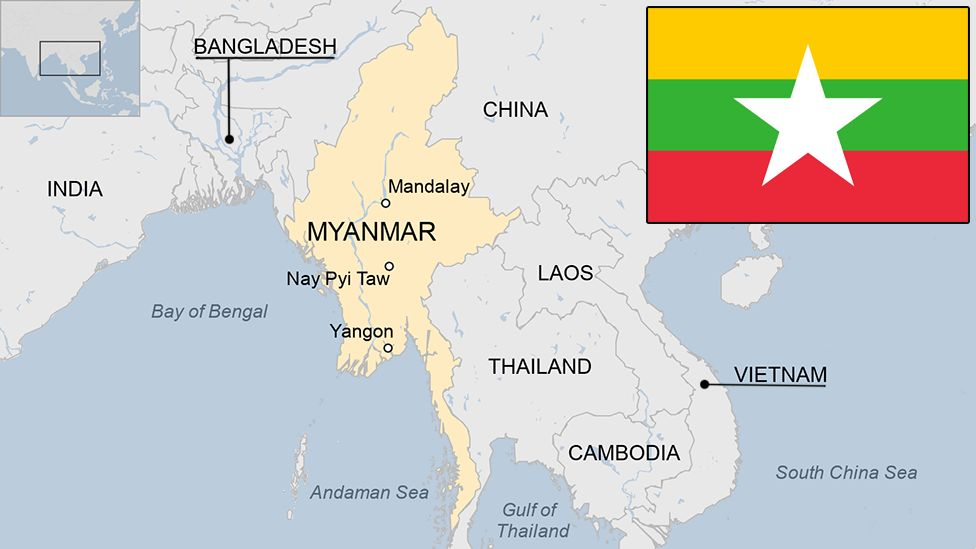 BANGLADESH
CHINA
INDIA
Mandalay
MYANMAR
Nay Pyi Taw
LAOS
Bay of Bengal
Yangon
THAILAND
VIETNAM
CAMBODIA
South China Sea
Andaman Sea
Gulf of
Thailand